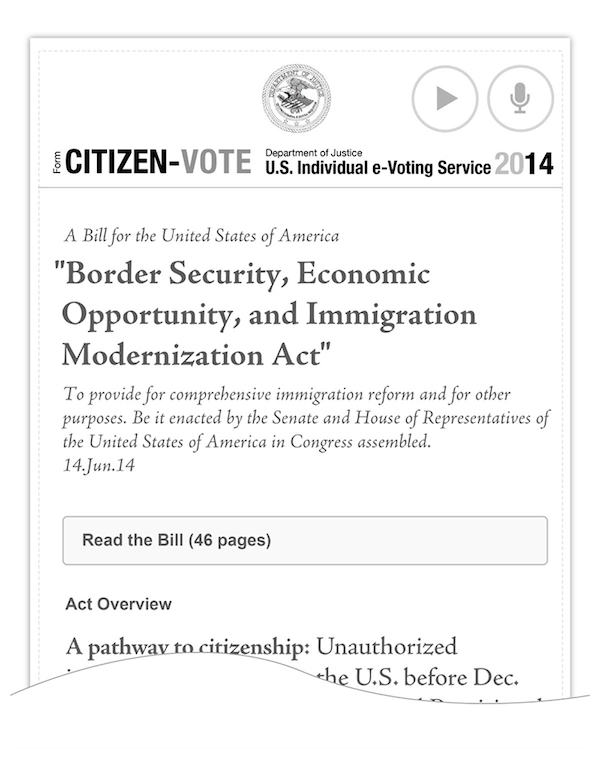 DEPARTMENT OF JUSTICE
Form
CITIZEN-VOTE
Department of Justice
U.S. Individual e-Voting Service 2014
A Bill for the United States of America
"Border Security, Economic
Opportunity, and Immigration
Modernization Act"
To provide for comprehensive immigration reform and for other
purposes. Be it enacted by the Senate and House of Representatives of
the United States of America in Congress assembled.
14.Jun.14
Read the Bill (46 pages)
Act Overview
A pathway to citizenship: Unauthorized
the U.S. before Dec.